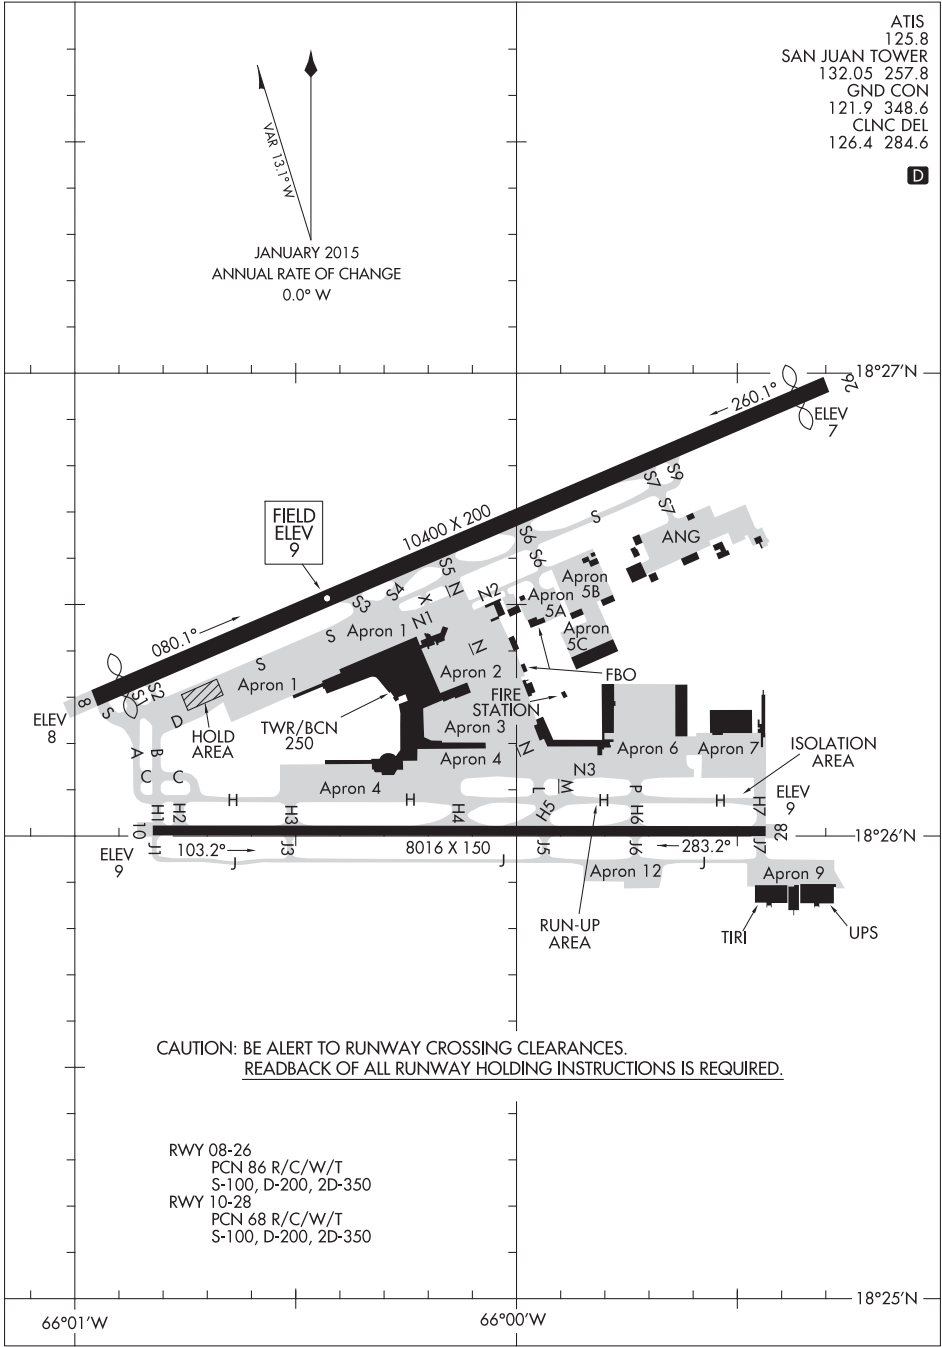 ATIS
125.8
SAN JUAN TOWER
132.05 257.8
GND CON
121.9 348.6
CLNC DEL
126.4 284.6
D
VAR 13.1° W
JANUARY 2015
ANNUAL RATE OF CHANGE
0.0° W
18°27'N
26
260.1°
ELEV
7
S9
S7
S7
FIELD
ELEV
9
10400 X 200
S
ANG
S6
S6
S5
Apron
5B
N
N2
Apron
5A
S4
S3
X
N1
Apron
5C
080.1°
Apron 1
S
N
S
Apron 1
Apron 2
FBO
8
S
S1
S2
FIRE
STATION
ELEV
8
D
HOLD
AREA
TWR/BCN
250
Apron 3
Apron 4
N
Apron 6
Apron 7
ISOLATION
AREA
A
B
C
C
N3
Apron 4
L
M
P
H
H
H
H
ELEV
9
H1
H2
H3
H4
H5
H6
H7
10
28
18°26'N
ELEV
9
J1
103.2°
J3
8016 X 150
J5
J6
283.2°
J7
J
J
J
Apron 12
Apron 9
RUN-UP
AREA
TIRI
UPS
CAUTION: BE ALERT TO RUNWAY CROSSING CLEARANCES.
READBACK OF ALL RUNWAY HOLDING INSTRUCTIONS IS REQUIRED.
RWY 08-26
PCN 86 R/C/W/T
S-100, D-200, 2D-350
RWY 10-28
PCN 68 R/C/W/T
S-100, D-200, 2D-350
18°25'N
66°01'W
66°00'W